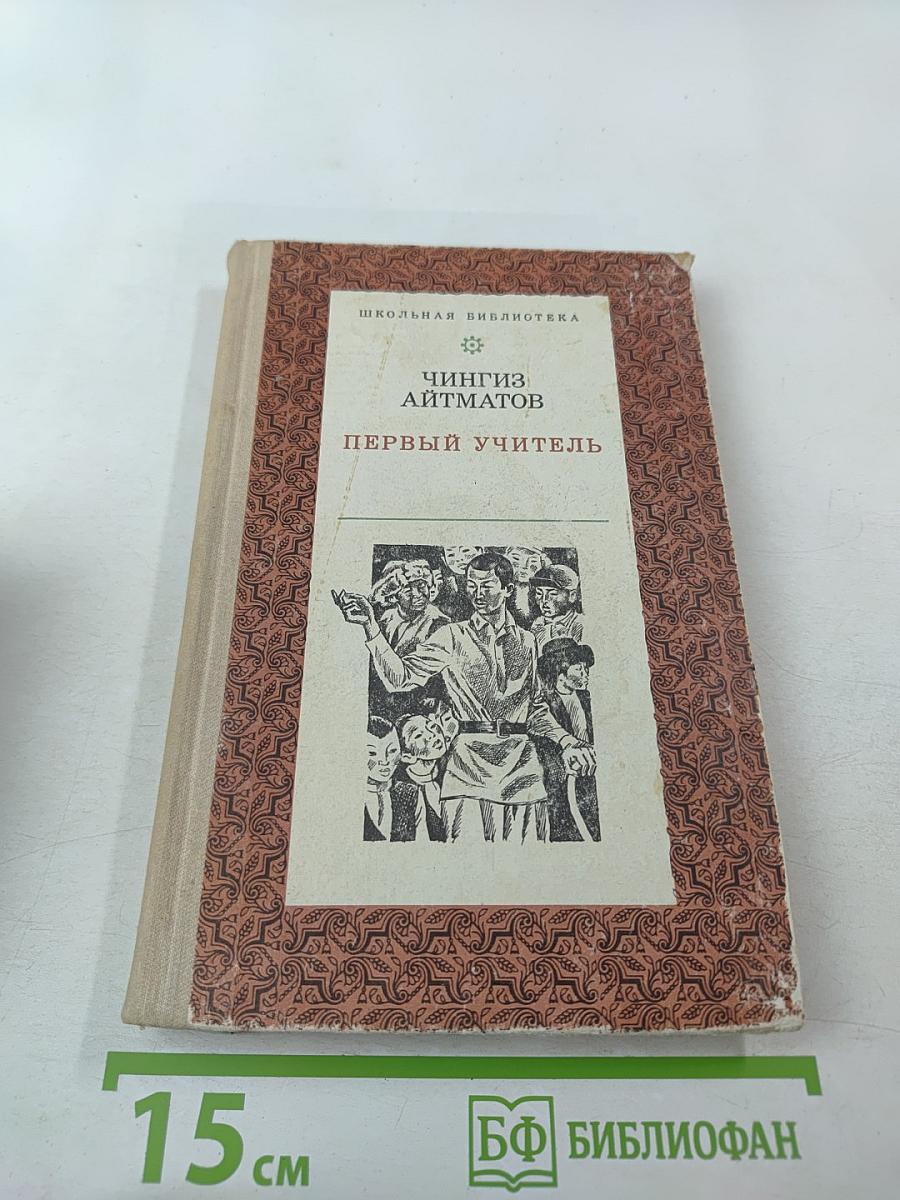 ШКОЛЬНАЯ БИБЛИОТЕКА
ЧИНГИЗ
АЙТМАТОВ
ПЕРВЫЙ УЧИТЕЛЬ
15 см
БФ БИБЛИОФАН